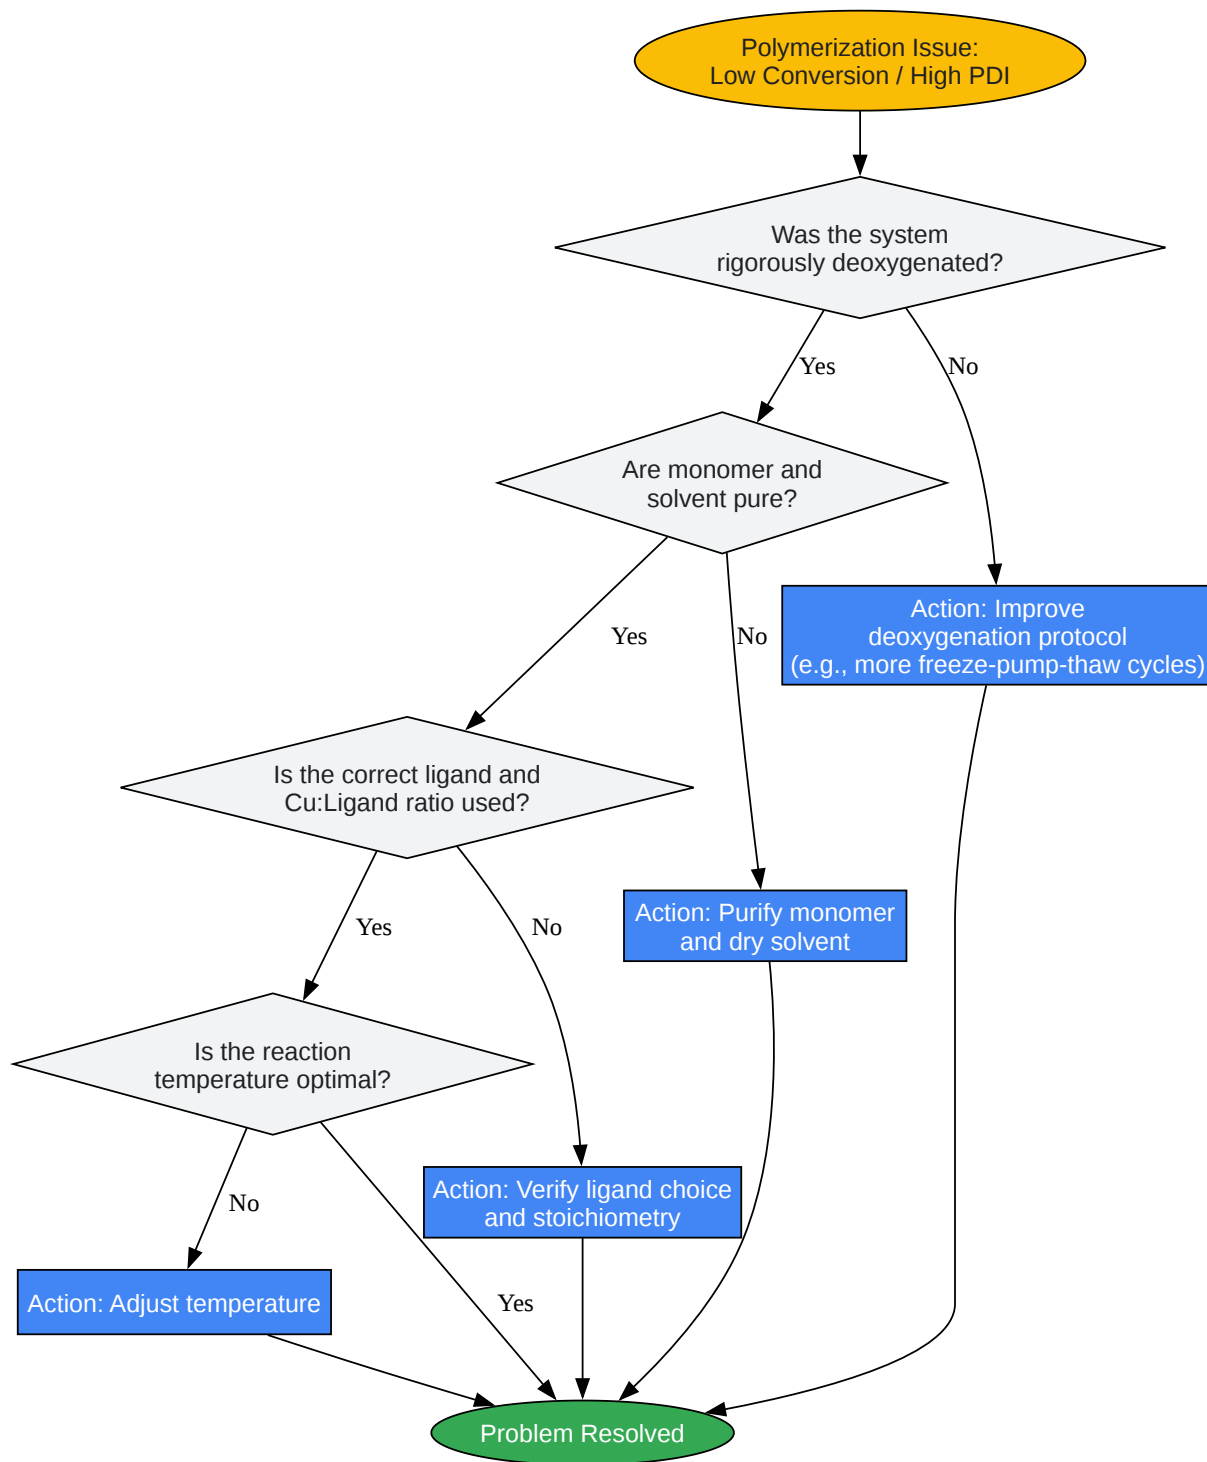 Polymerization Issue:
Low Conversion / High PDI
Was the system
rigorously deoxygenated?
Yes
No
Are monomer and
solvent pure?
Yes
No
Action: Improve
deoxygenation protocol
(e.g., more freeze-pump-thaw cycles)
Is the correct ligand and
Cu:Ligand ratio used?
Yes
No
Action: Purify monomer
and dry solvent
Is the reaction
temperature optimal?
No
Yes
Action: Verify ligand choice
and stoichiometry
Action: Adjust temperature
Problem Resolved